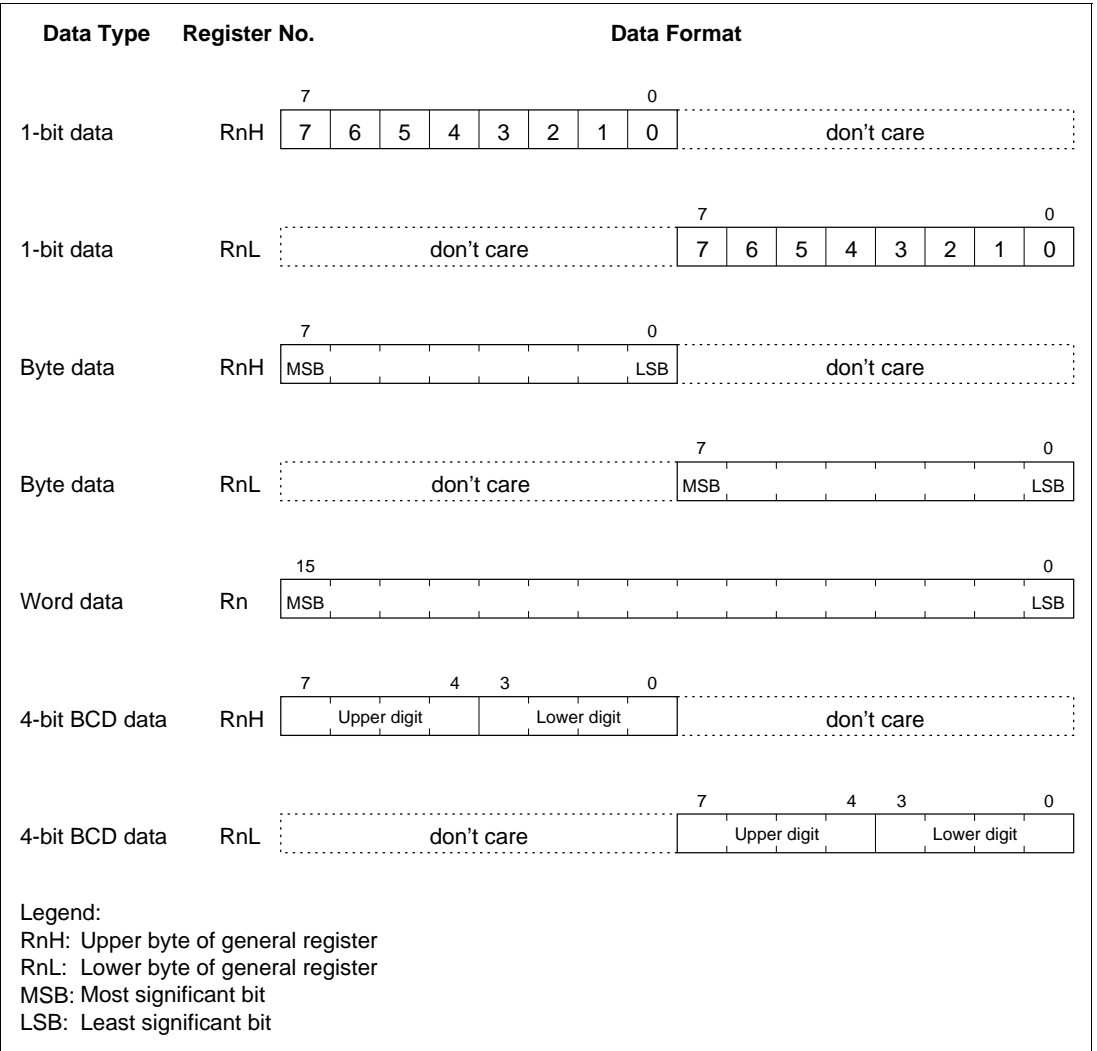 Data Type Register No. Data Format
7 0
1-bit data RnH 7 6 5 4 3 2 1 0 don't care
7 0
1-bit data RnL don't care 7 6 5 4 3 2 1 0
7 0
Byte data RnH MSB LSB don't care
7 0
Byte data RnL don't care MSB LSB
15 0
Word data Rn MSB LSB
7 4 3 0
4-bit BCD data RnH Upper digit Lower digit don't care
7 4 3 0
4-bit BCD data RnL don't care Upper digit Lower digit
Legend:
RnH: Upper byte of general register
RnL: Lower byte of general register
MSB: Most significant bit
LSB: Least significant bit